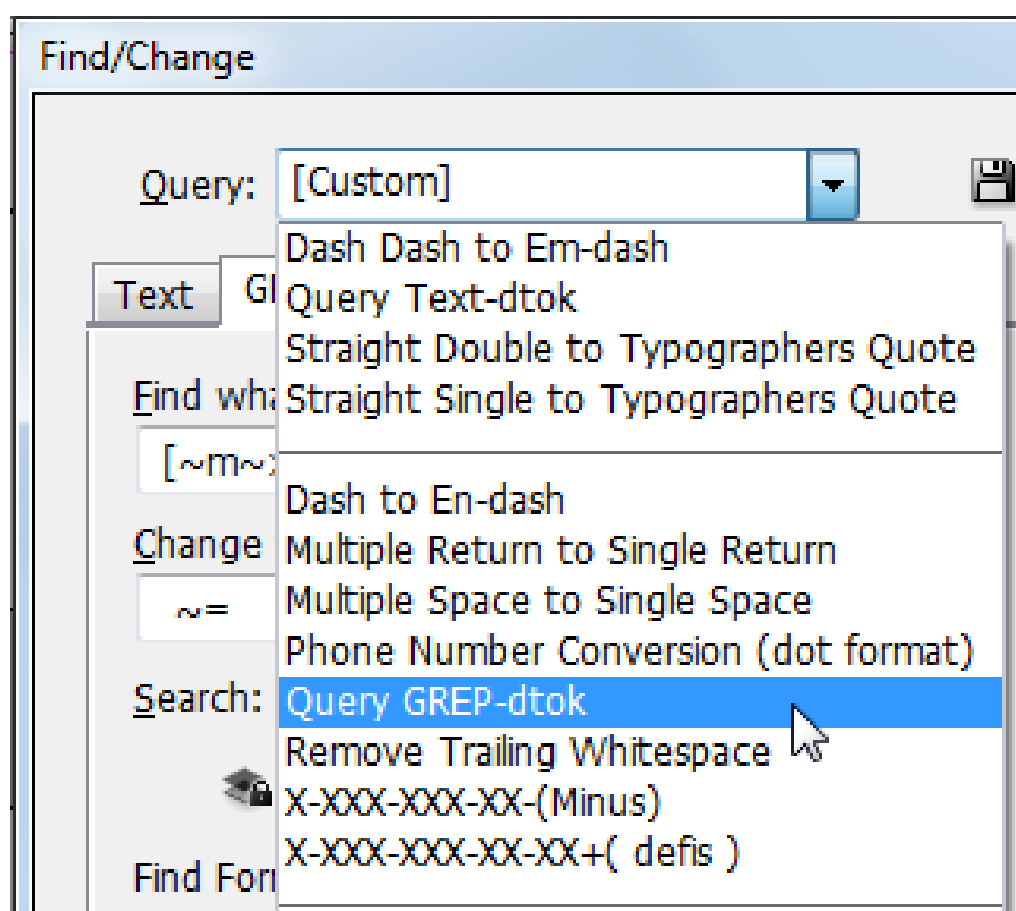 Find/Change
Query: [Custom]
Dash Dash to Em-dash
Query Text-dtok
Straight Double to Typographers Quote
Straight Single to Typographers Quote
Dash to En-dash
Multiple Return to Single Return
Multiple Space to Single Space
Phone Number Conversion (dot format)
Query GREP-dtok
Remove Trailing Whitespace
X-XXX-XXX-XX-(Minus)
X-XXX-XXX-XX-XX+( defis )
Text
Find
Change
~=
Search:
Find